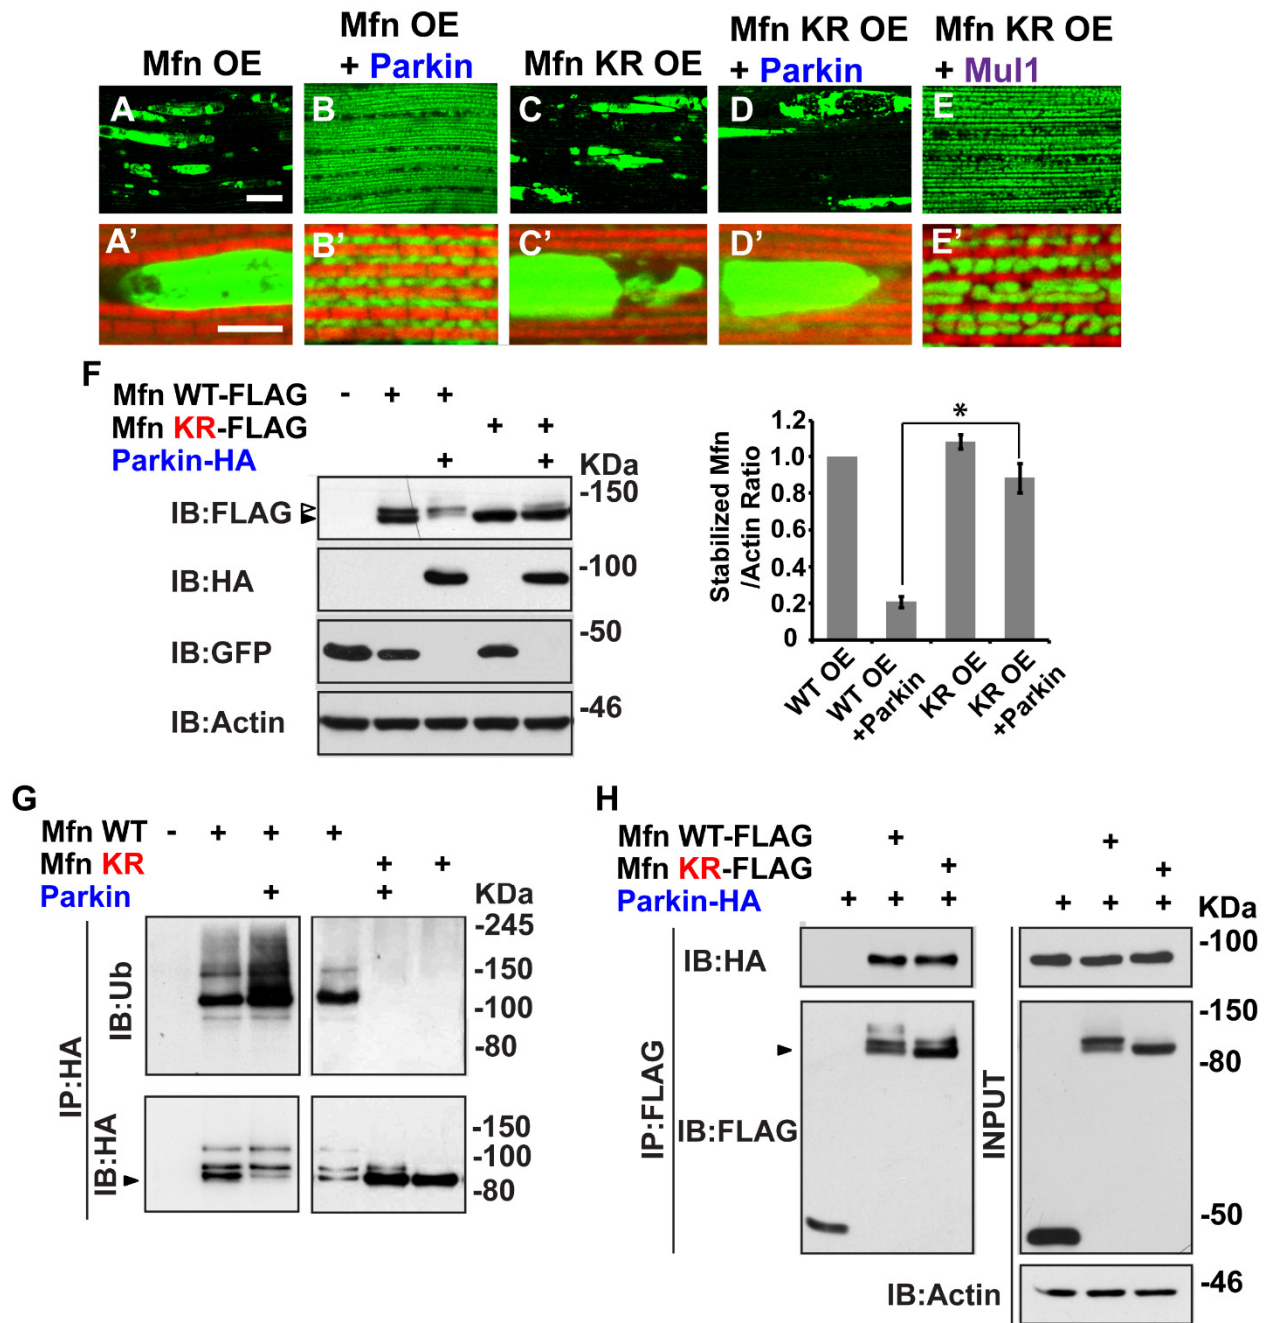 Mfn OE
Mfn OE
+ Parkin
Mfn KR OE
Mfn KR OE
+ Parkin
Mfn KR OE
+ Mul1
A
B
C
D
E
A’
B’
C’
D’
E’
F
Mfn WT-FLAG - + +
Mfn KR-FLAG + +
Parkin-HA + +
KDa
IB:FLAG
-150
IB:HA
-100
IB:GFP
-50
IB:Actin
-46
Stabilized Mfn
/Actin Ratio
1.2
1.0
0.8
0.6
0.4
0.2
0
*
WT OE
WT OE
+Parkin
KR OE
KR OE
+Parkin
G
Mfn WT - + + +
Mfn KR + +
Parkin + +
KDa
IP:HA
IB:Ub
-245
-150
-100
-80
IB:HA
-150
-100
-80
H
Mfn WT-FLAG + +
Mfn KR-FLAG + +
Parkin-HA + + + + + +
KDa
IP:FLAG
IB:HA
INPUT
-100
IB:FLAG
-150
-80
-50
IB:Actin
-46